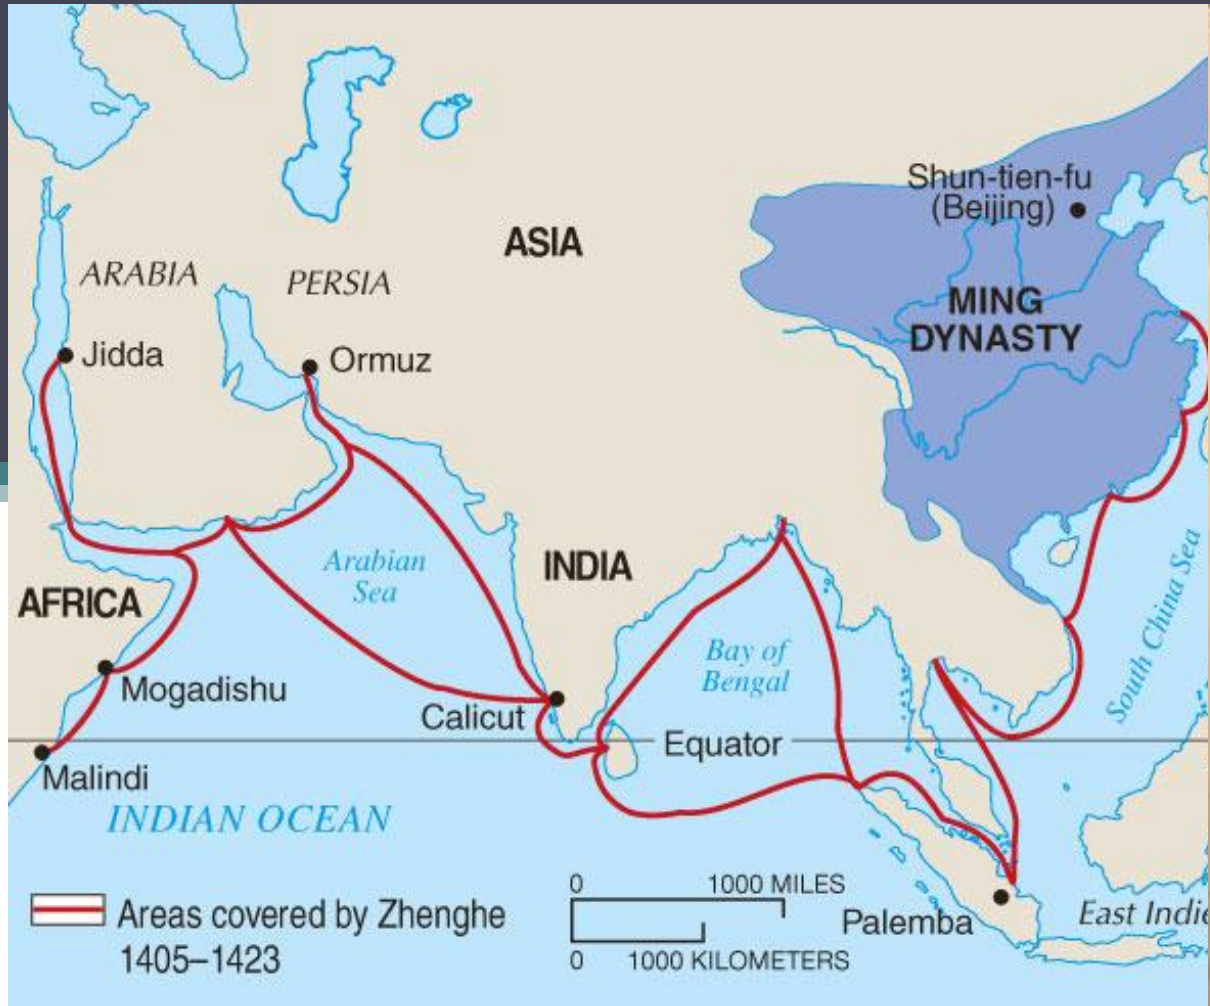 Shun-tien-fu
(Beijing)
ASIA
ARABIA
PERSIA
MING
DYNASTY
Jidda
Ormuz
Arabian
Sea
INDIA
AFRICA
South China Sea
Bay of
Bengal
Mogadishu
Calicut
Equator
Malindi
INDIAN OCEAN
0
1000 MILES
Areas covered by Zhenghe
1405–1423
Palemba
East Indie
0
1000 KILOMETERS